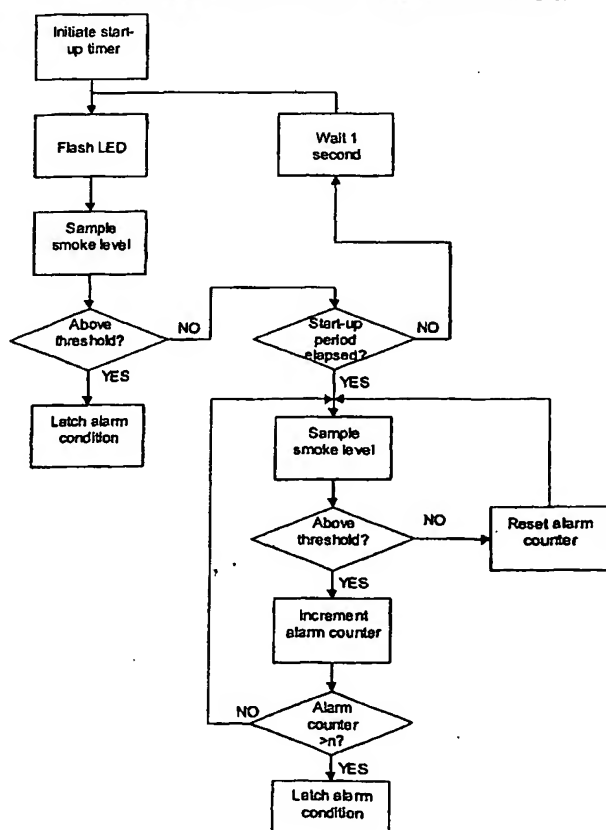 Initiate start-
up timer
Flash LED
Wait 1
second
Sample
smoke level
Above
threshold?
NO
YES
Start-up
period
elapsed?
NO
YES
Latch alarm
condition
Sample
smoke level
Above
threshold?
NO
Reset alarm
counter
YES
Increment
alarm counter
NO
Alarm
counter
>n?
YES
Latch alarm
condition